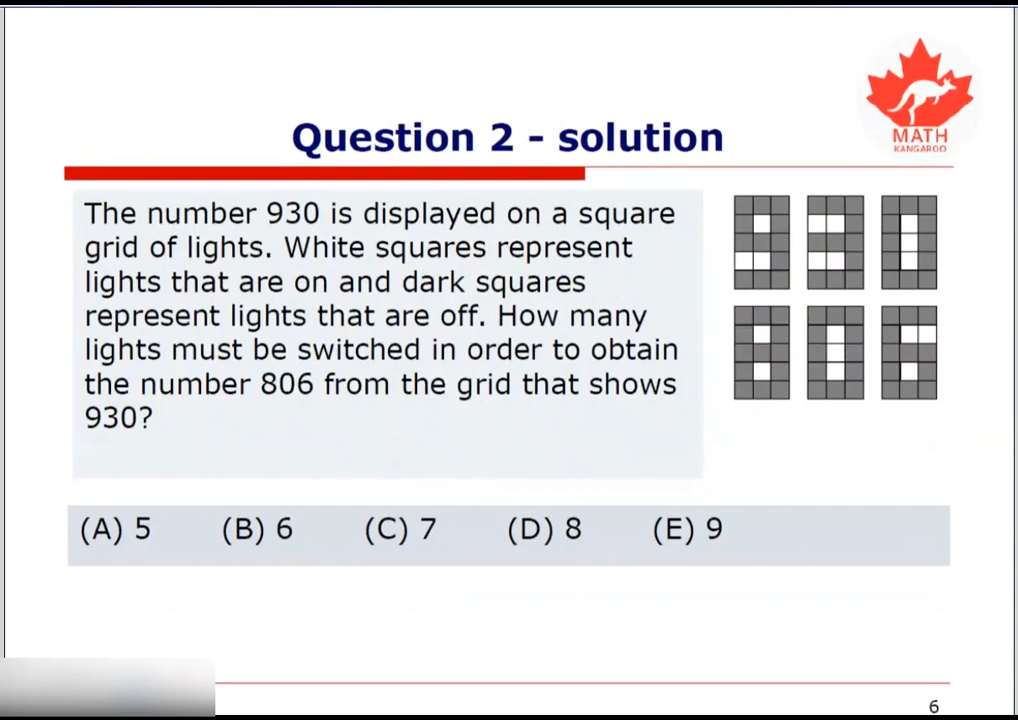 MATH
KANGAROO
Question 2 - solution
The number 930 is displayed on a square
grid of lights. White squares represent
lights that are on and dark squares
represent lights that are off. How many
lights must be switched in order to obtain
the number 806 from the grid that shows
930?
(A) 5 (B) 6 (C) 7 (D) 8 (E) 9
6